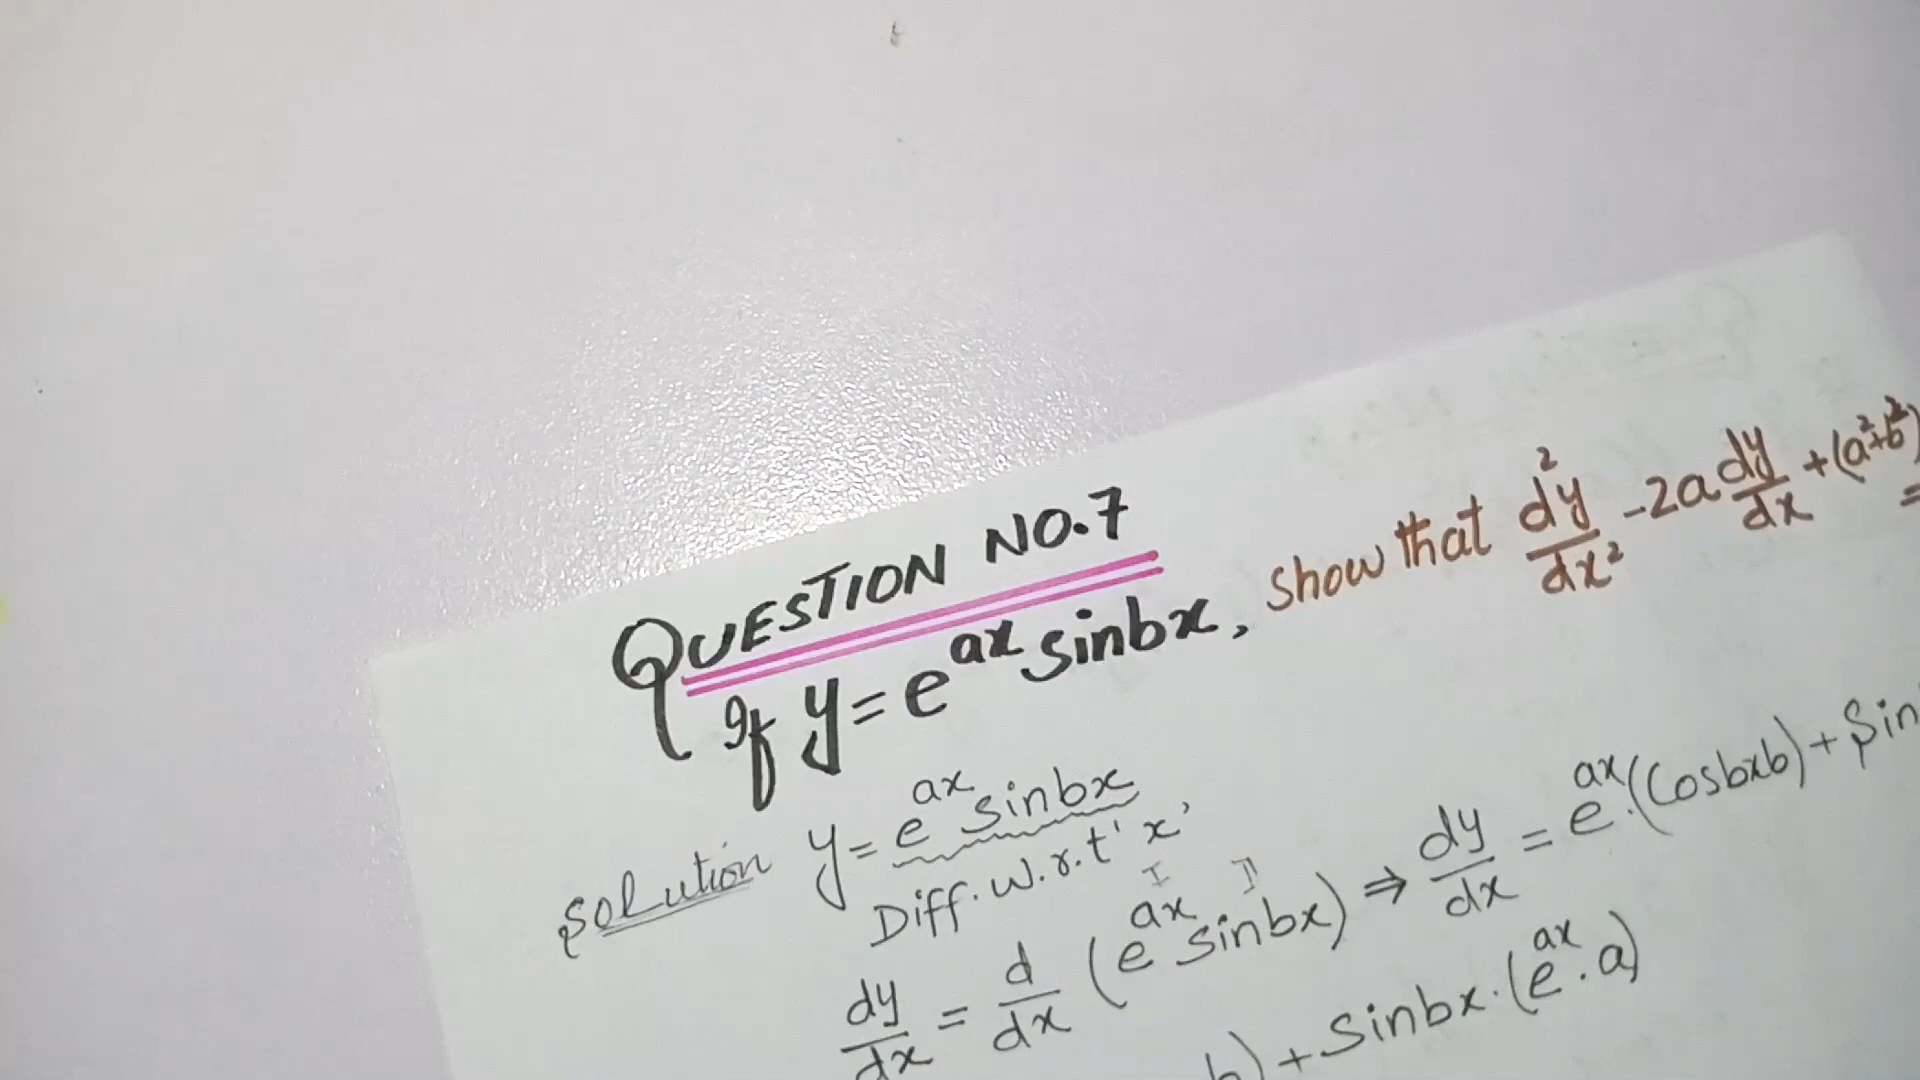 QUESTION NO.7
If y = e^ax sinbx, show that d²y/dx² - 2a dy/dx + (a²+b²)
=
solution y = e^ax sinbx
Diff. w.r.t 'x'
I II
dy/dx = d/dx (e^ax sinbx) ⇒ dy/dx = e^ax.(Cosbxb) + Sin
b) + sinbx.(e^ax.a)